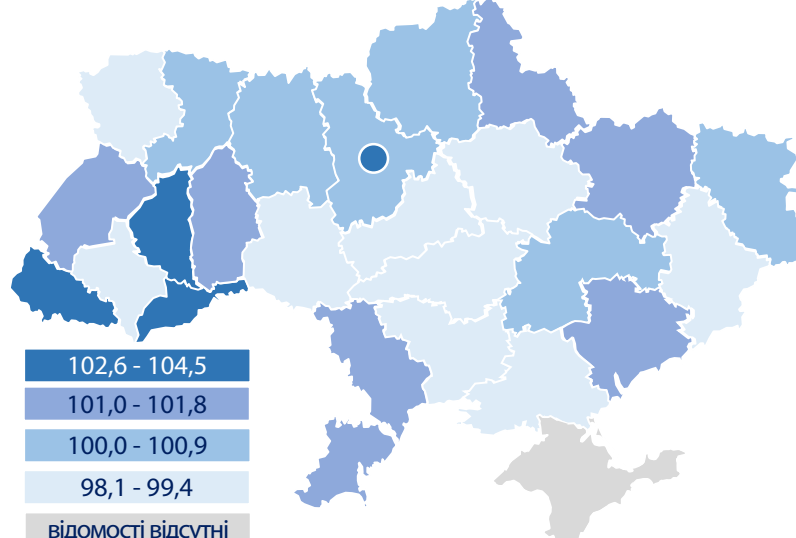 102,6 - 104,5
101,0 - 101,8
100,0 - 100,9
98,1 - 99,4
відомості відсутні